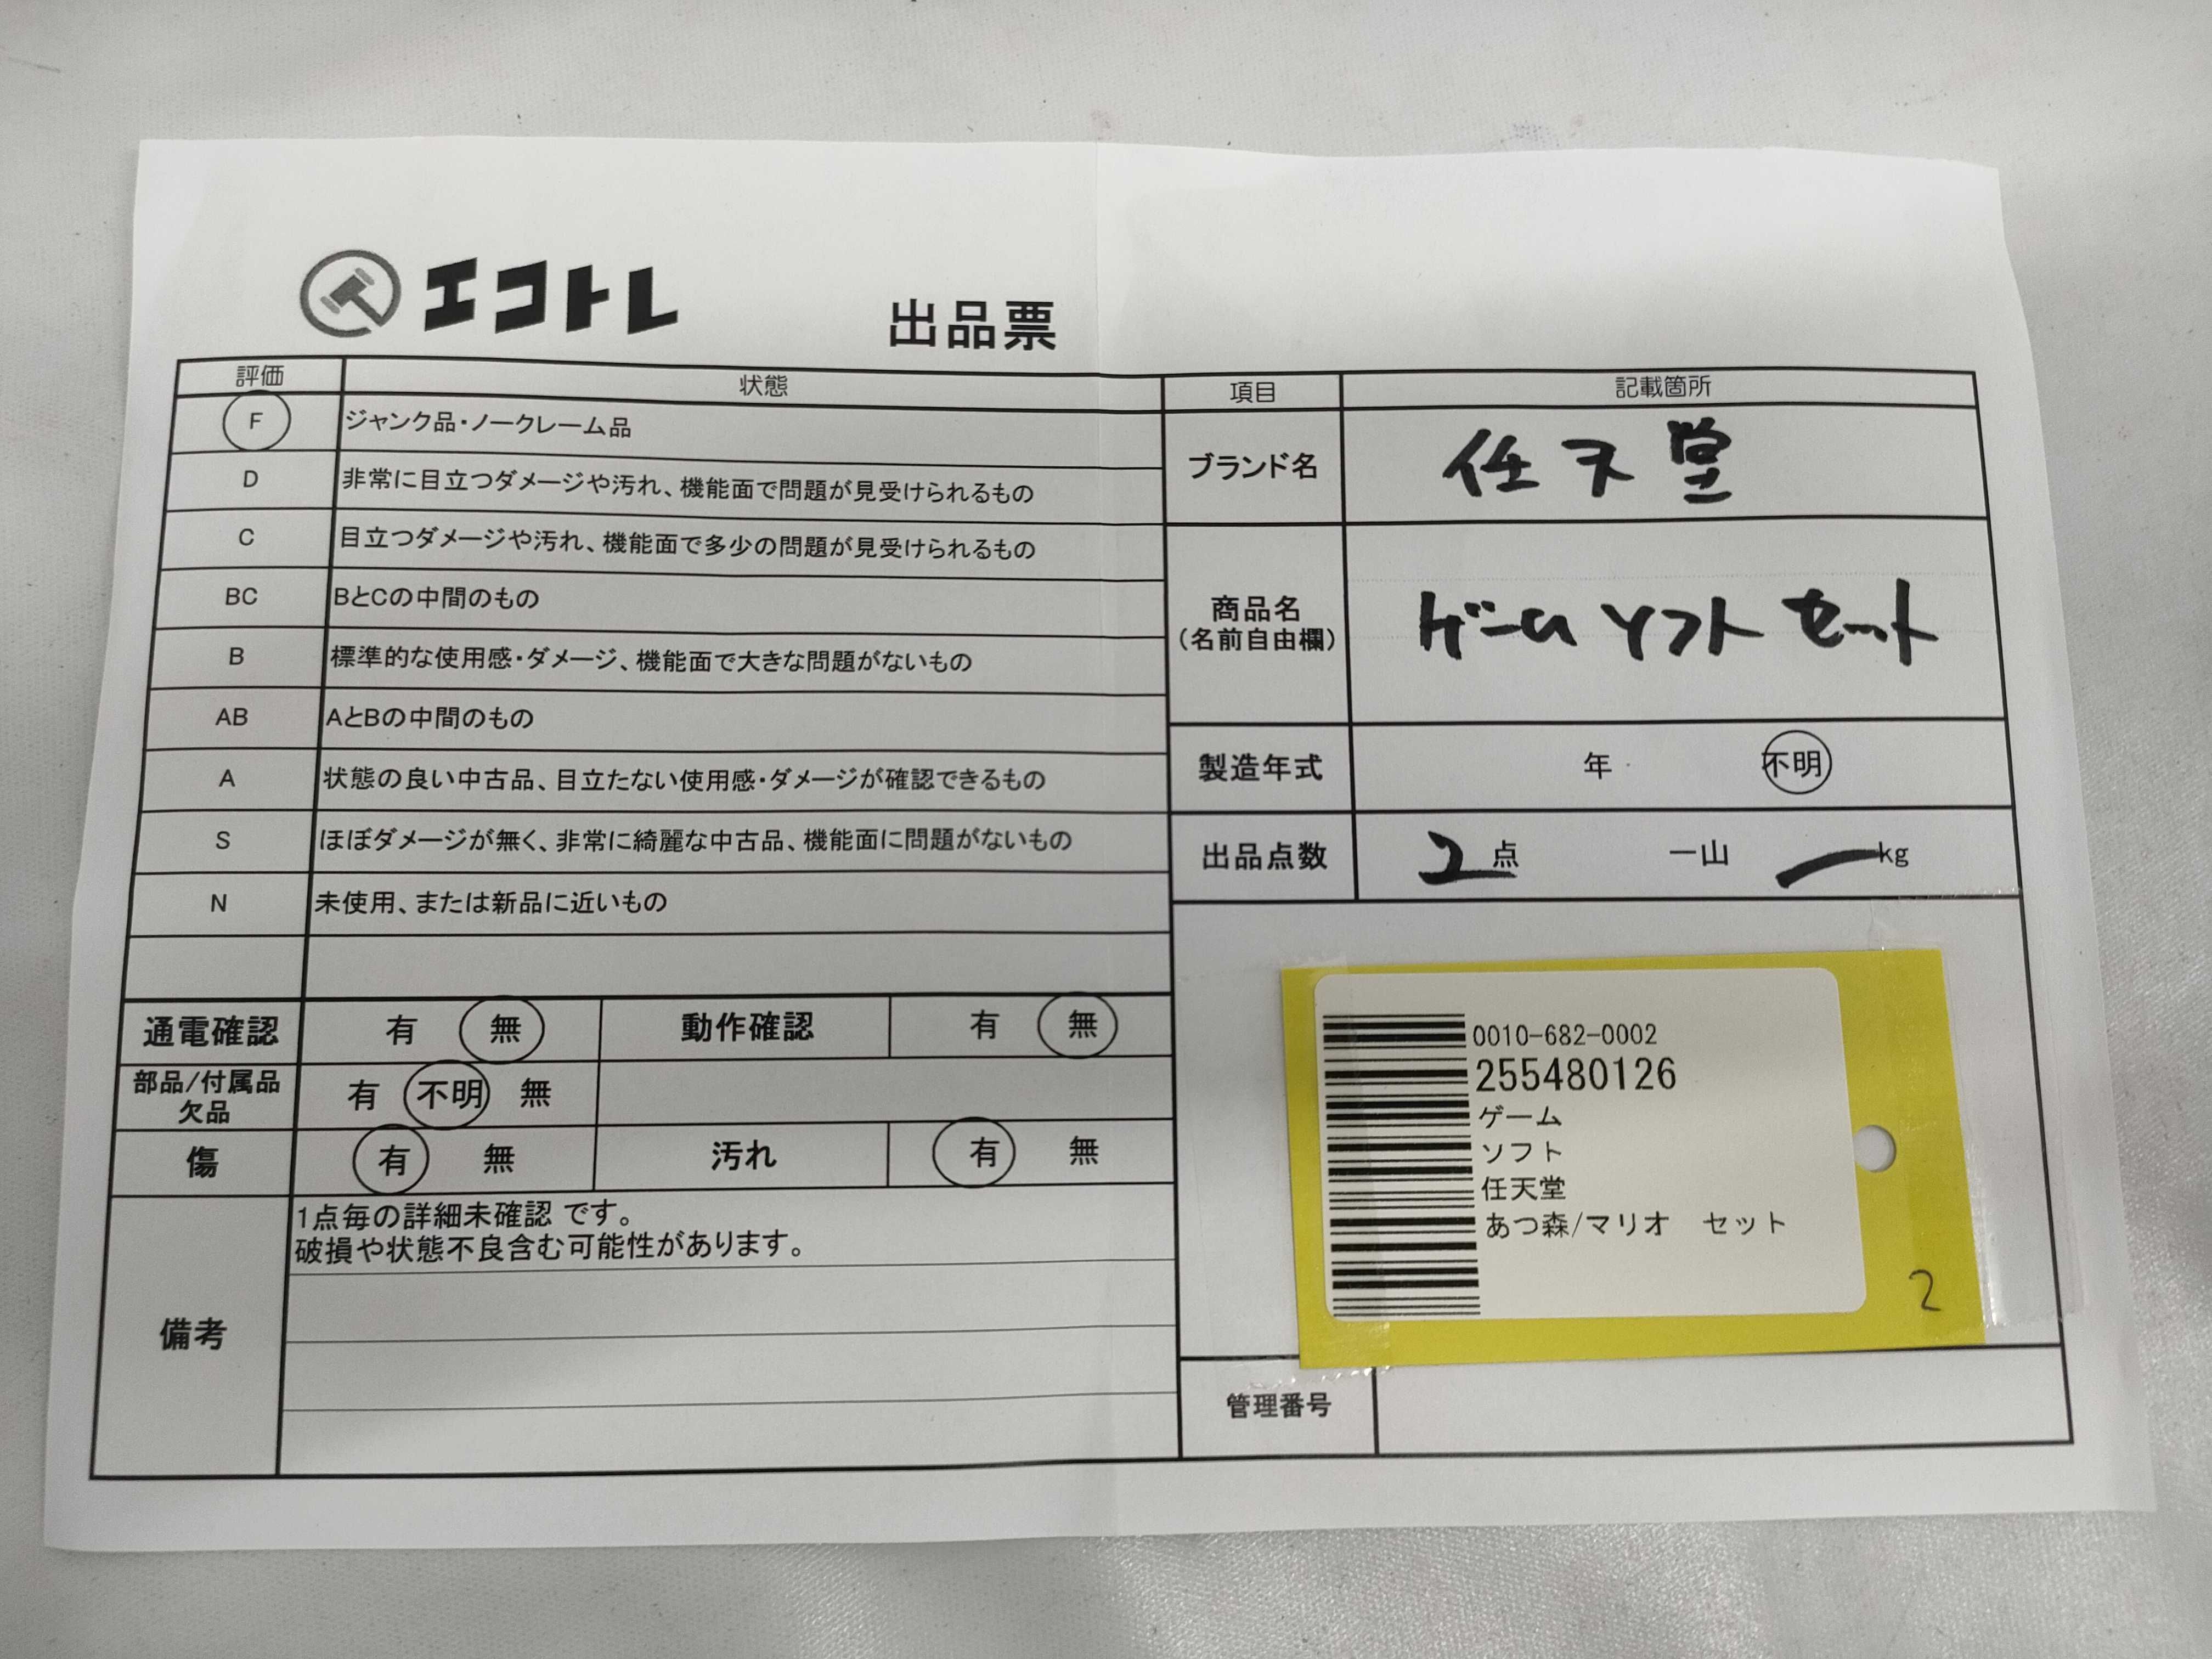 エコトレ
出品票
評価 状態
F ジャンク品・ノークレーム品
D 非常に目立つダメージや汚れ、機能面で問題が見受けられるもの
C 目立つダメージや汚れ、機能面で多少の問題が見受けられるもの
BC BとCの中間のもの
B 標準的な使用感・ダメージ、機能面で大きな問題がないもの
AB AとBの中間のもの
A 状態の良い中古品、目立たない使用感・ダメージが確認できるもの
S ほぼダメージが無く、非常に綺麗な中古品、機能面に問題がないもの
N 未使用、または新品に近いもの
通電確認 有 無 動作確認 有 無
部品/付属品
欠品 有 不明 無
傷 有 無 汚れ 有 無
備考
1点毎の詳細未確認 です。
破損や状態不良含む可能性があります。
項目 記載箇所
ブランド名 任天堂
商品名
(名前自由欄)
ゲームソフトセット
製造年式 年 不明
出品点数 2点 一山 kg
0010-682-0002
255480126
ゲーム
ソフト
任天堂
あつ森/マリオ セット
2
管理番号